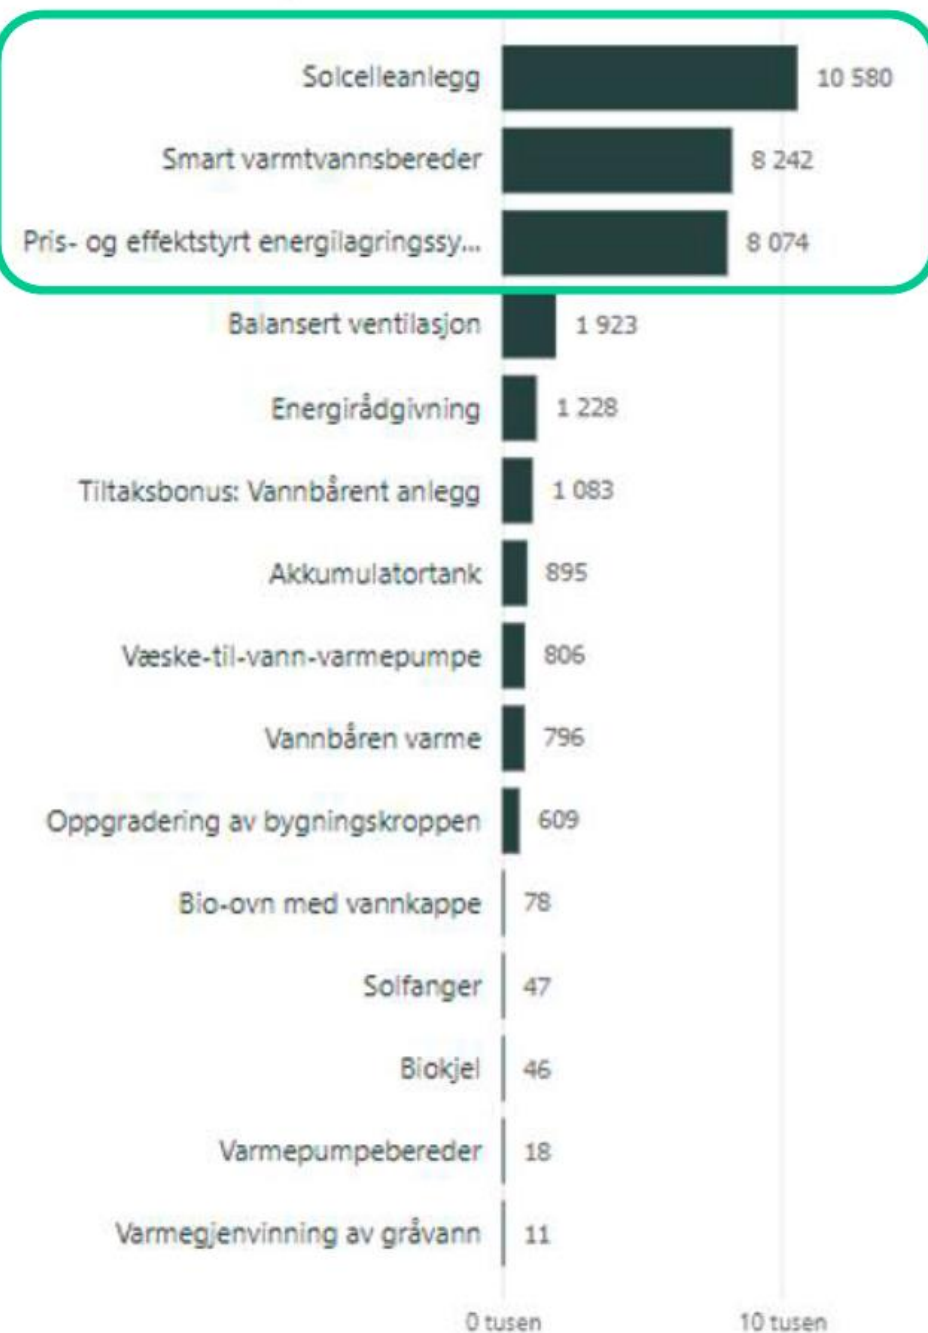 Solcelleanlegg 10 580
Smart varmtvannsbereder 8 242
Pris- og effektstyrt energilagringssy... 8 074
Balansert ventilasjon 1 923
Energirådgivning 1 228
Tiltaksbonus: Vannbårent anlegg 1 083
Akkumulatortank 895
Væske-til-vann-varmepumpe 806
Vannbåren varme 796
Oppgradering av bygningskroppen 609
Bio-ovn med vannkappe 78
Solfanger 47
Biokjel 46
Varmepumpebereder 18
Varmegjenvinning av gråvann 11
0 tusen 10 tusen